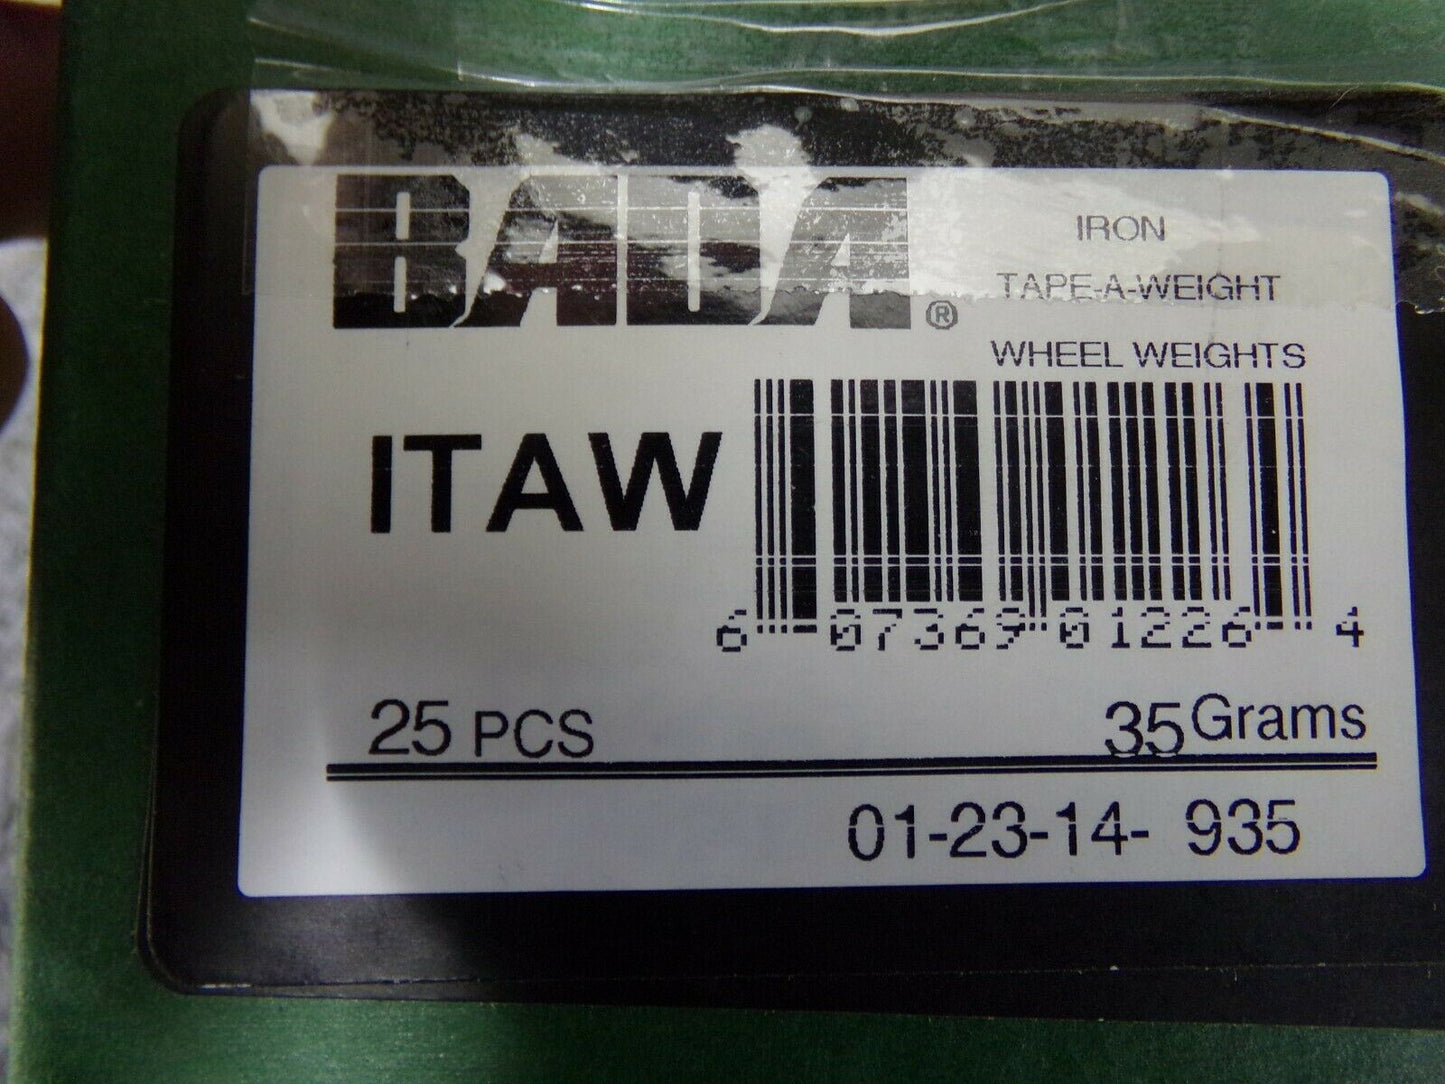 BADA®
IRON
TAPE-A-WEIGHT
WHEEL WEIGHTS
ITAW
6 07369 01226 4
25 PCS
35 Grams
01-23-14- 935